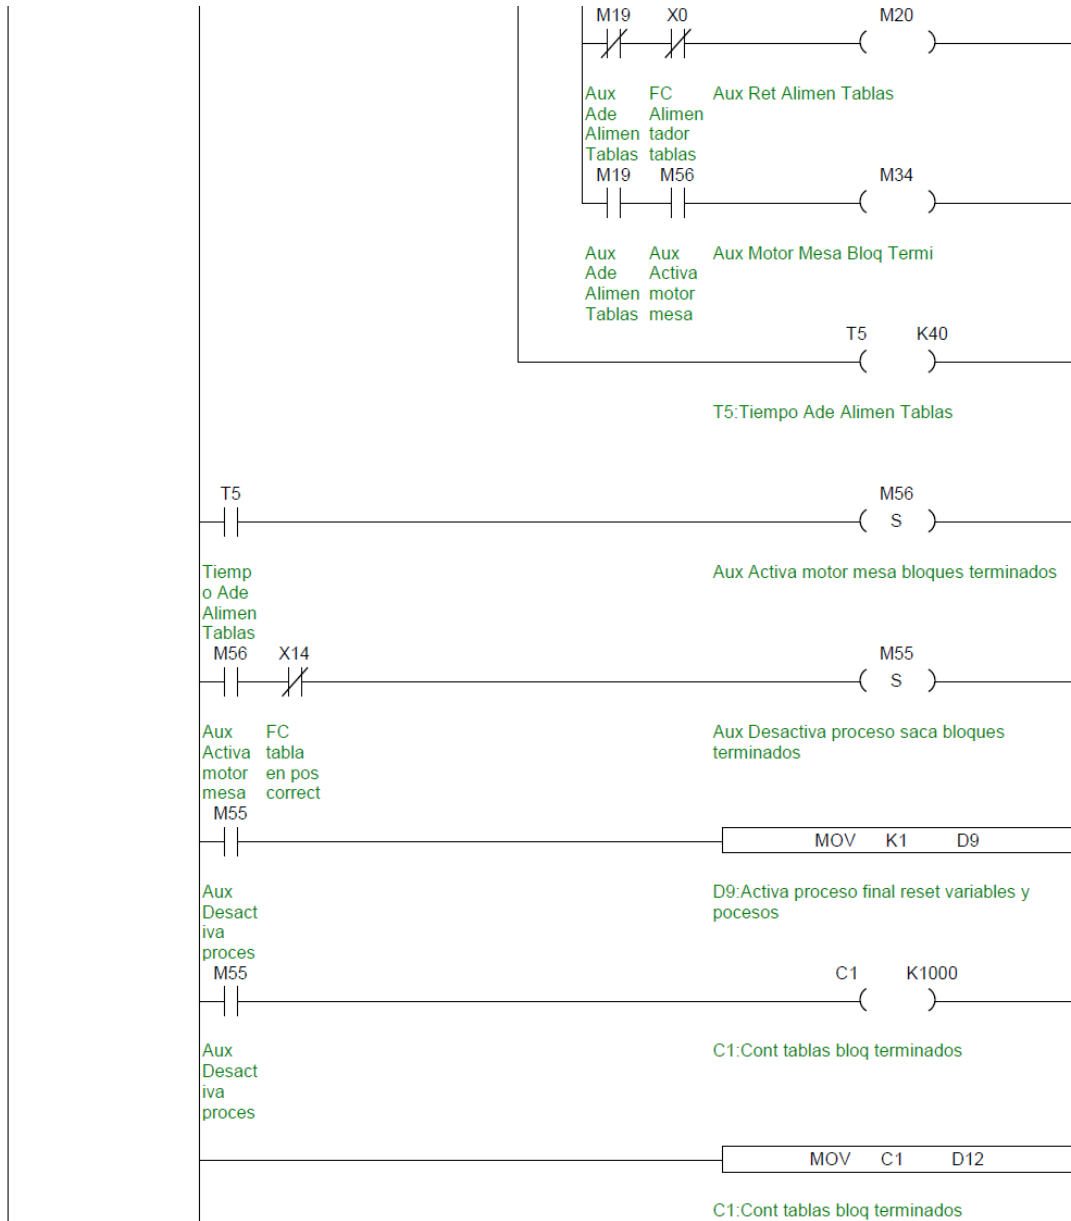 M19 X0 M20
Aux FC Aux Ret Alimen Tablas
Ade Alimen
Alimen tador
Tablas tablas
M19 M56 M34
Aux Aux Aux Motor Mesa Bloq Termi
Ade Activa
Alimen motor
Tablas mesa
T5 K40
T5:Tiempo Ade Alimen Tablas
T5 M56
S
Tiemp Aux Activa motor mesa bloques terminados
o Ade
Alimen
Tablas
M56 X14 M55
S
Aux FC Aux Desactiva proceso saca bloques
Activa tabla terminados
motor en pos
mesa correct
M55
MOV K1 D9
Aux D9:Activa proceso final reset variables y
Desact pocesos
iva
proces
M55 C1 K1000
Aux C1:Cont tablas bloq terminados
Desact
iva
proces
MOV C1 D12
C1:Cont tablas bloq terminados